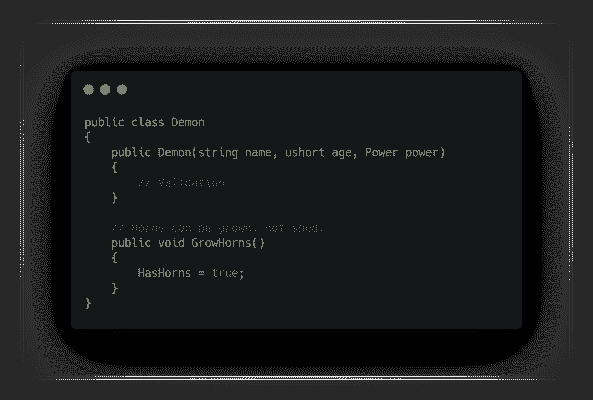 public class Demon
{
public Demon(string name, ushort age, Power power)
{
// Validation
}
// Horns can be grown, not shed.
public void GrowHorns()
{
HasHorns = true;
}
}